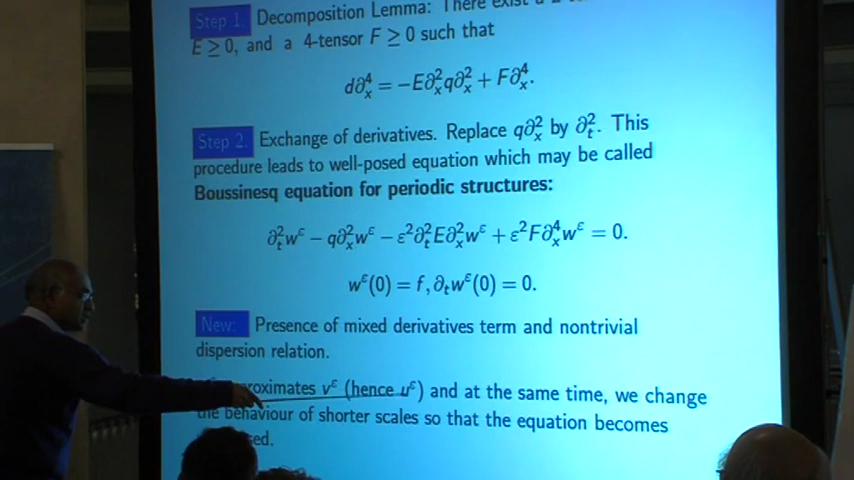 Step 1. Decomposition Lemma: There exist a
E ≥ 0, and a 4-tensor F ≥ 0 such that
d∂⁴ₓ = −E∂²ₓq∂²ₓ + F∂⁴ₓ.
Step 2. Exchange of derivatives. Replace q∂²ₓ by ∂²ₜ. This
procedure leads to well-posed equation which may be called
Boussinesq equation for periodic structures:
∂²ₜwᵋ − q∂²ₓwᵋ − ε²∂²ₜE∂²ₓwᵋ + ε²F∂⁴ₓwᵋ = 0.
wᵋ(0) = f, ∂ₜwᵋ(0) = 0.
New: Presence of mixed derivatives term and nontrivial
dispersion relation.
vᵋ (hence uᵋ) and at the same time, we change
the behaviour of shorter scales so that the equation becomes